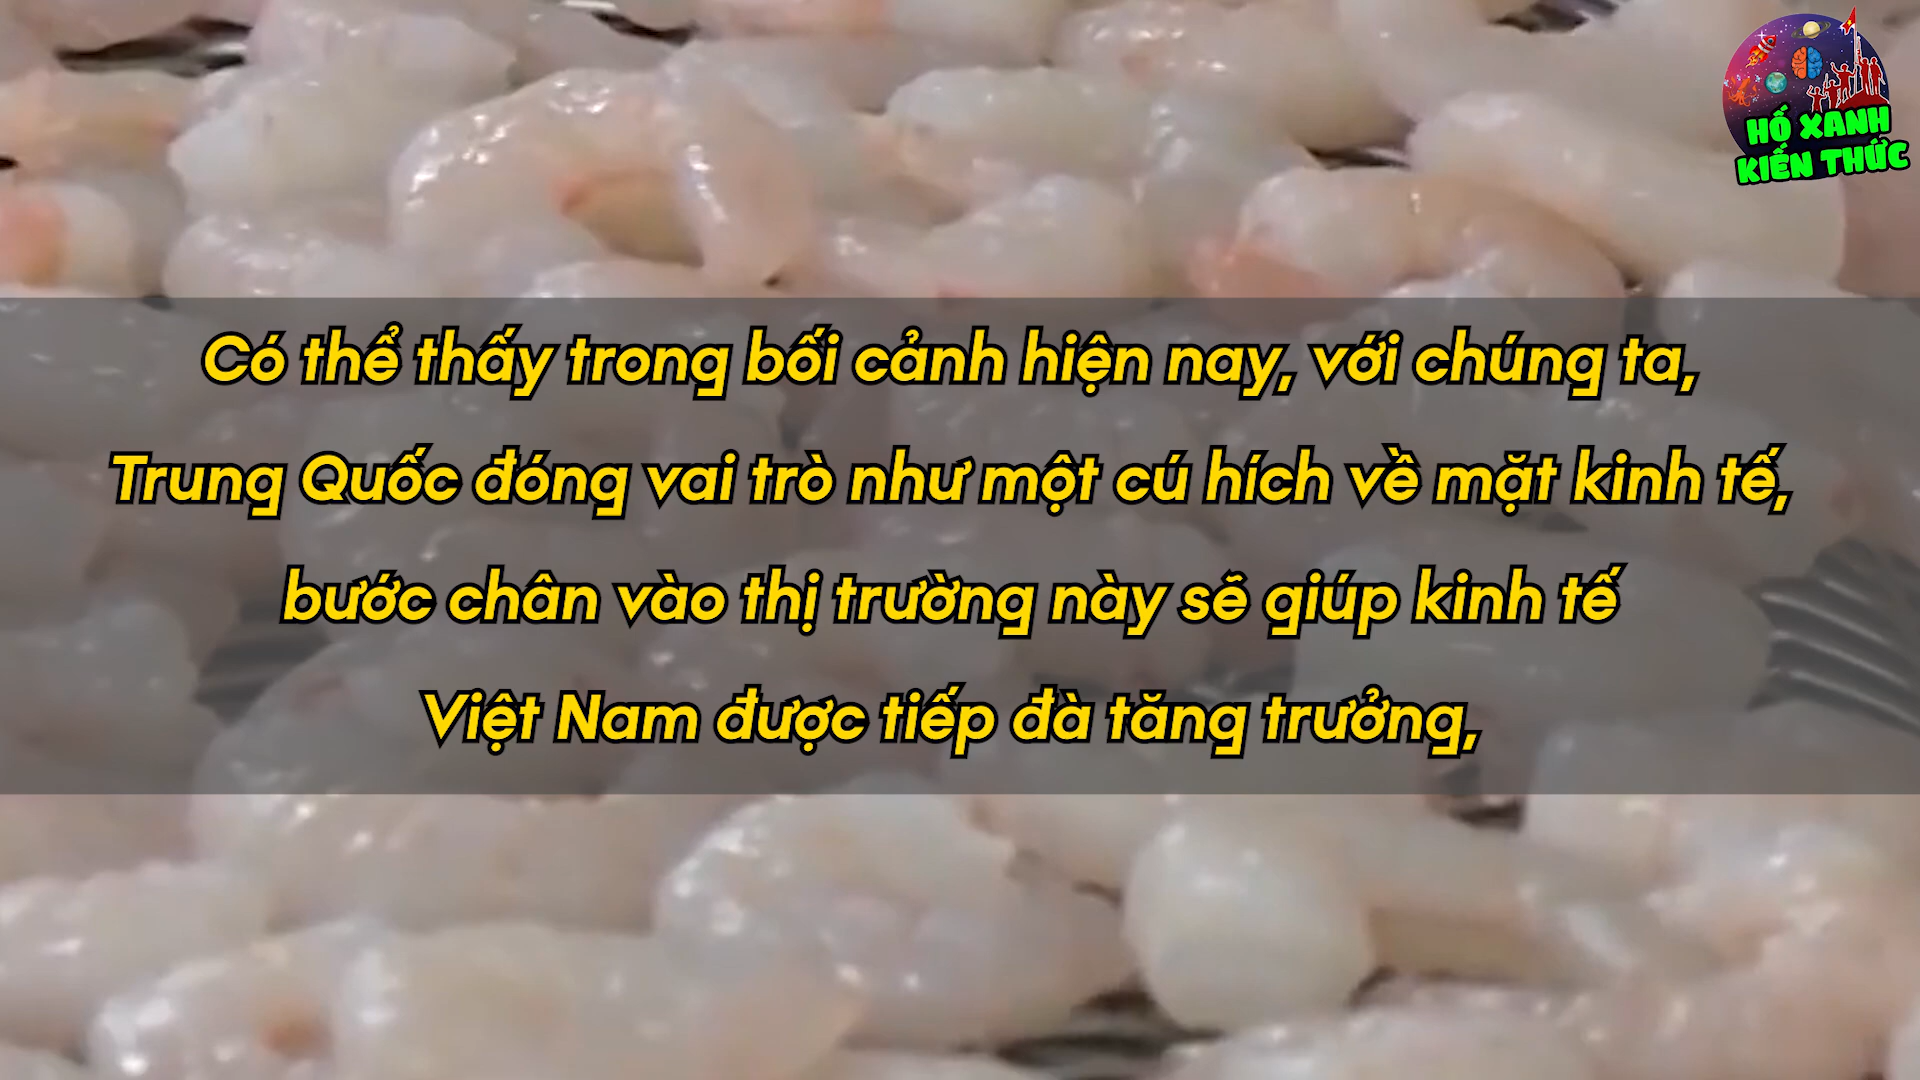 HỐ XANH
KIẾN THỨC
Có thể thấy trong bối cảnh hiện nay, với chúng ta,
Trung Quốc đóng vai trò như một cú hích về mặt kinh tế,
bước chân vào thị trường này sẽ giúp kinh tế
Việt Nam được tiếp đà tăng trưởng,